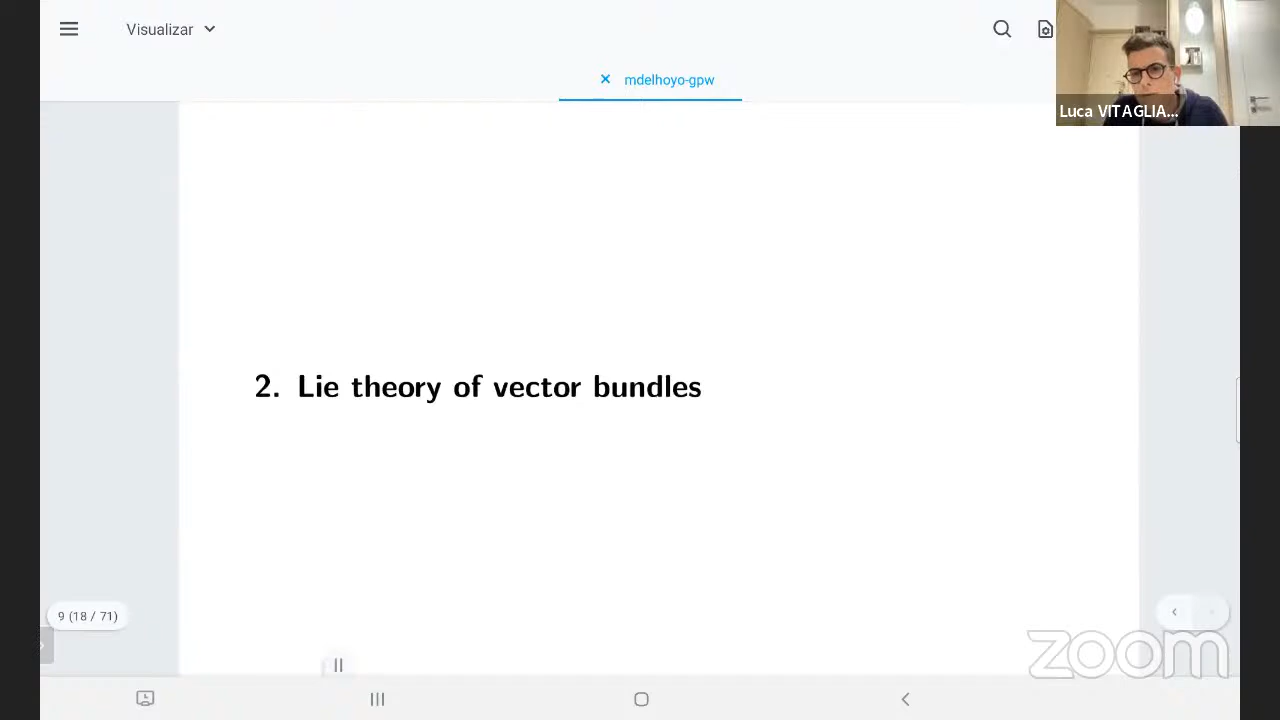 Visualizar
mdelhoyo-gpw
Luca VITAGLIA...
2. Lie theory of vector bundles
9 (18 / 71)
zoom